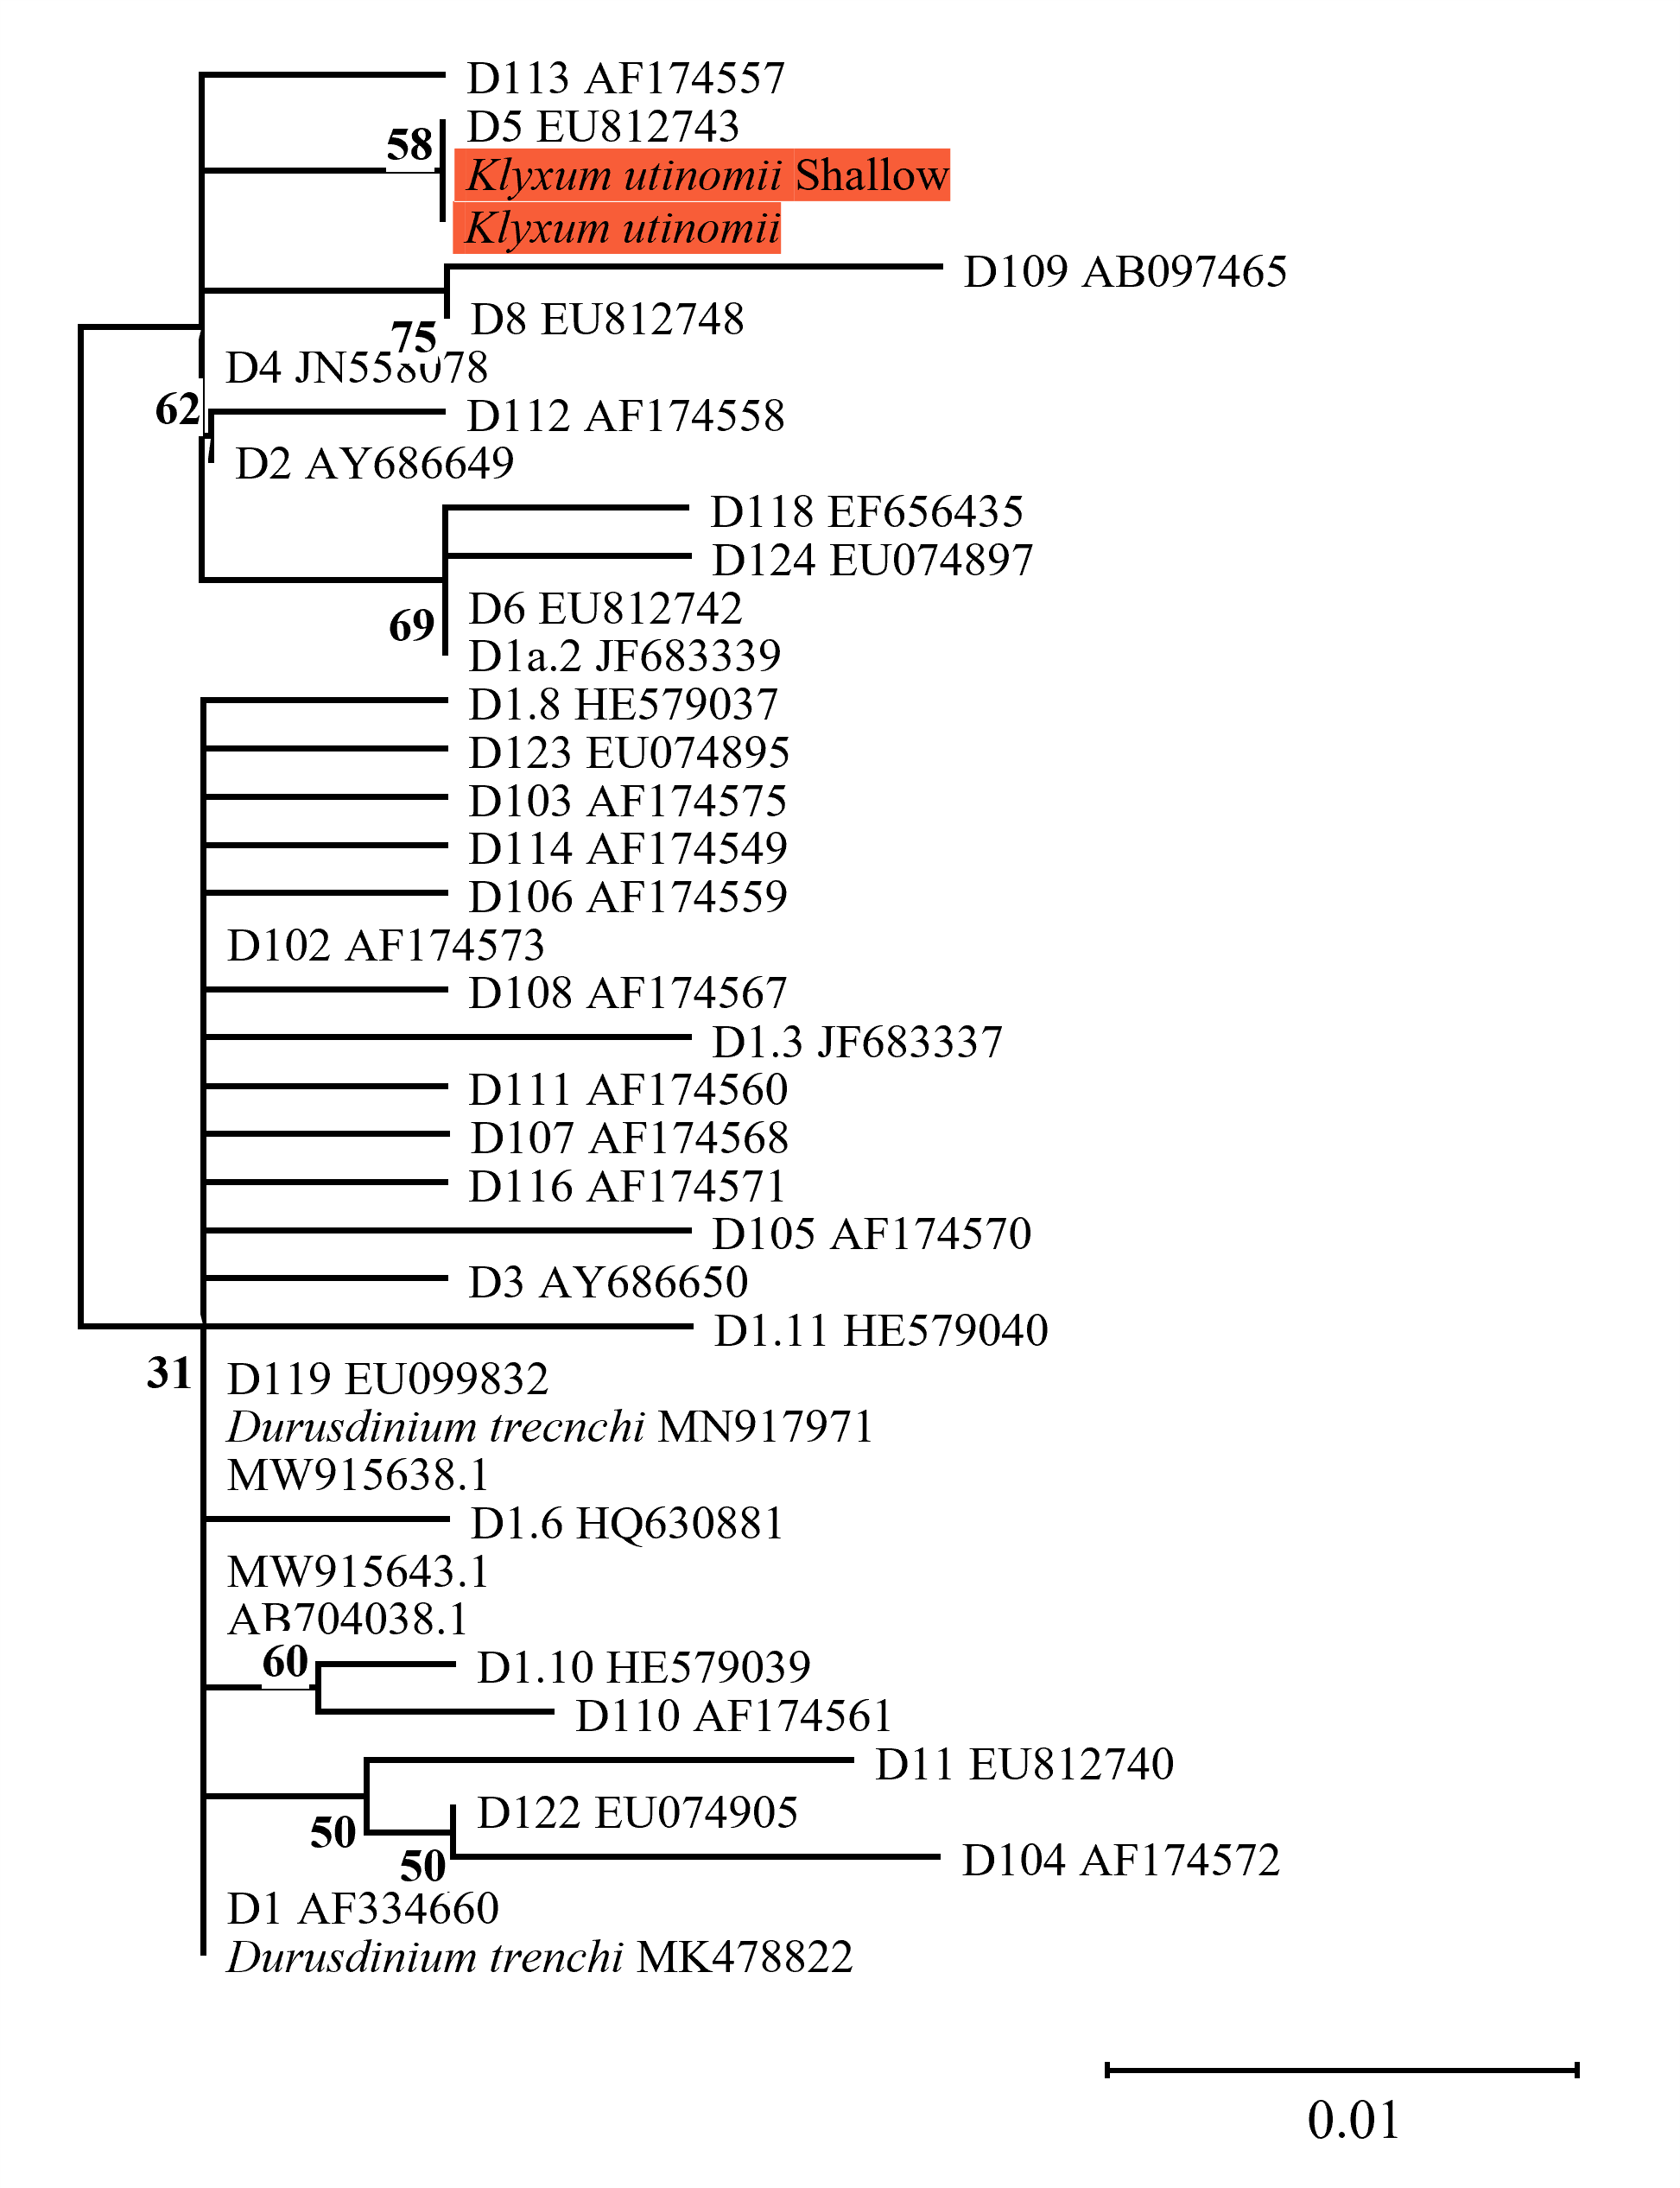 D113 AF174557
D5 EU812743
58
Klyxum utinomii Shallow
Klyxum utinomii
D109 AB097465
D8 EU812748
75
D4 JN558078
62
D112 AF174558
D2 AY686649
D118 EF656435
D124 EU074897
D6 EU812742
69
D1a.2 JF683339
D1.8 HE579037
D123 EU074895
D103 AF174575
D114 AF174549
D106 AF174559
D102 AF174573
D108 AF174567
D1.3 JF683337
D111 AF174560
D107 AF174568
D116 AF174571
D105 AF174570
D3 AY686650
D1.11 HE579040
31
D119 EU099832
Durusdinium trecnchi MN917971
MW915638.1
D1.6 HQ630881
MW915643.1
AB704038.1
60
D1.10 HE579039
D110 AF174561
D11 EU812740
D122 EU074905
50
50
D104 AF174572
D1 AF334660
Durusdinium trenchi MK478822
0.01